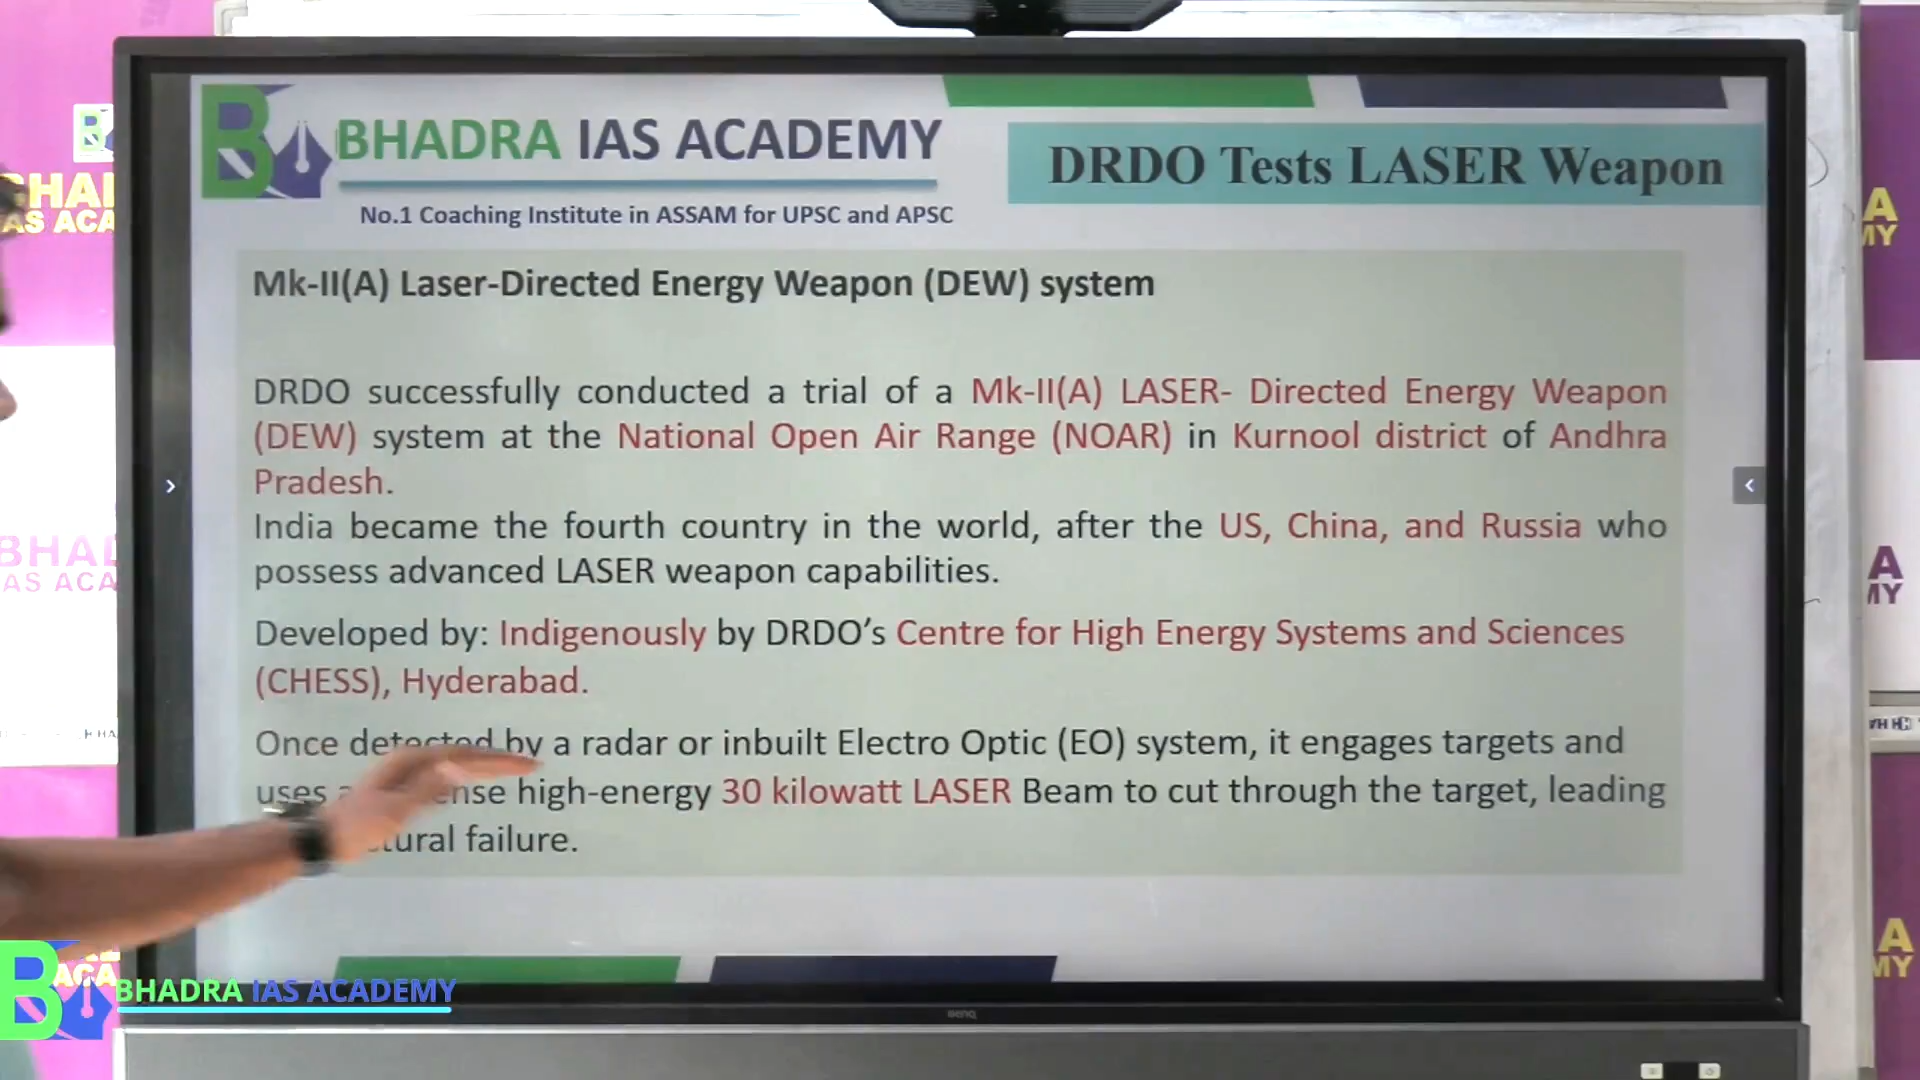 BHADRA IAS ACADEMY
No.1 Coaching Institute in ASSAM for UPSC and APSC
DRDO Tests LASER Weapon
Mk-II(A) Laser-Directed Energy Weapon (DEW) system
DRDO successfully conducted a trial of a Mk-II(A) LASER- Directed Energy Weapon
(DEW) system at the National Open Air Range (NOAR) in Kurnool district of Andhra
Pradesh.
India became the fourth country in the world, after the US, China, and Russia who
possess advanced LASER weapon capabilities.
Developed by: Indigenously by DRDO’s Centre for High Energy Systems and Sciences
(CHESS), Hyderabad.
Once detected by a radar or inbuilt Electro Optic (EO) system, it engages targets and
uses high-energy 30 kilowatt LASER Beam to cut through the target, leading
failure.
BenQ
BHADRA IAS ACADEMY